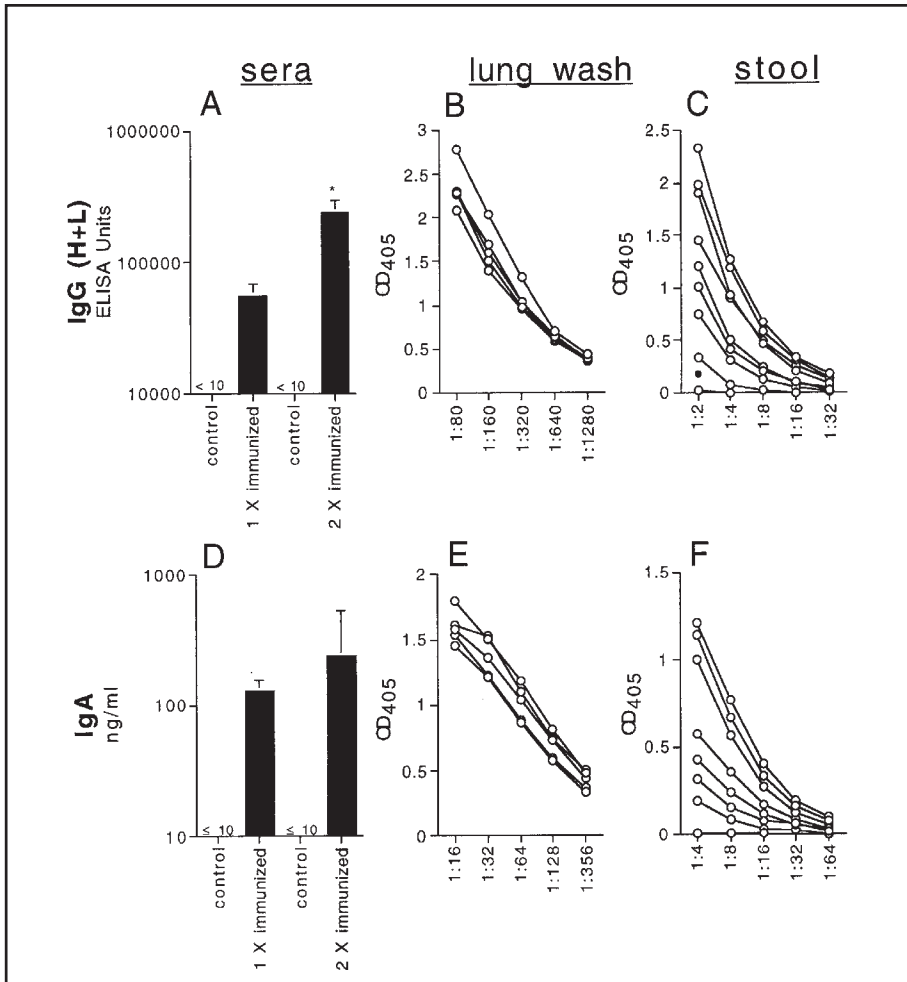 sera
lung wash
stool
A
IgG (H+L)
ELISA Units
1000000
100000
10000
*
< 10
< 10
control
1 X immunized
control
2 X immunized
B
OD405
3
2.5
2
1.5
1
0.5
0
1:80
1:160
1:320
1:640
1:1280
C
OD405
2.5
2
1.5
1
0.5
0
1:2
1:4
1:8
1:16
1:32
D
IgA
ng/ml
1000
100
10
≤ 10
≤ 10
control
1 X immunized
control
2 X immunized
E
OD405
2
1.5
1
0.5
0
1:16
1:32
1:64
1:128
1:356
F
OD405
1.5
1
0.5
0
1:4
1:8
1:16
1:32
1:64